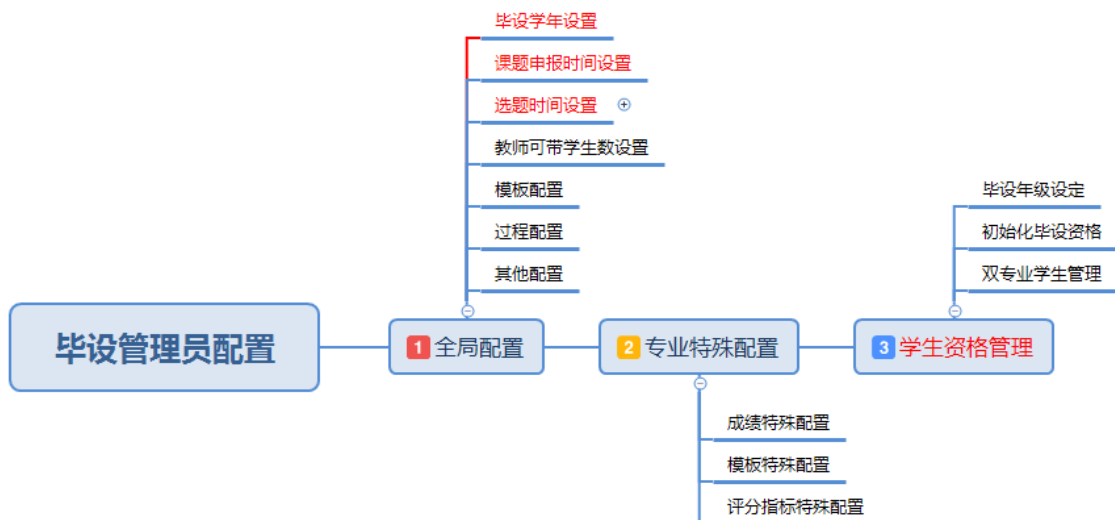 毕设学年设置
课题申报时间设置
选题时间设置
教师可带学生数设置
模板配置
过程配置
其他配置
毕设年级设定
初始化毕设资格
双专业学生管理
毕设管理员配置
1 全局配置
2 专业特殊配置
3 学生资格管理
成绩特殊配置
模板特殊配置
评分指标特殊配置